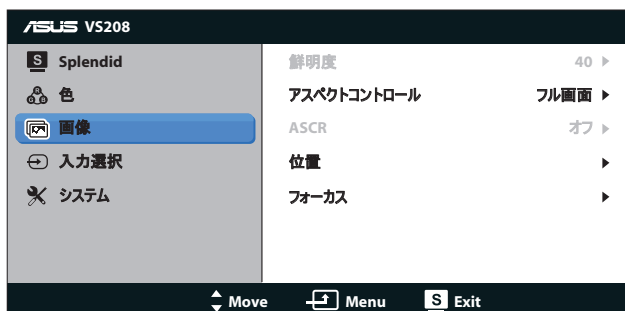 ASUS VS208
S Splendid
鮮明度 40
色
アスペクトコントロール フル画面
画像
ASCR オフ
入力選択
位置
システム
フォーカス
Move Menu S Exit